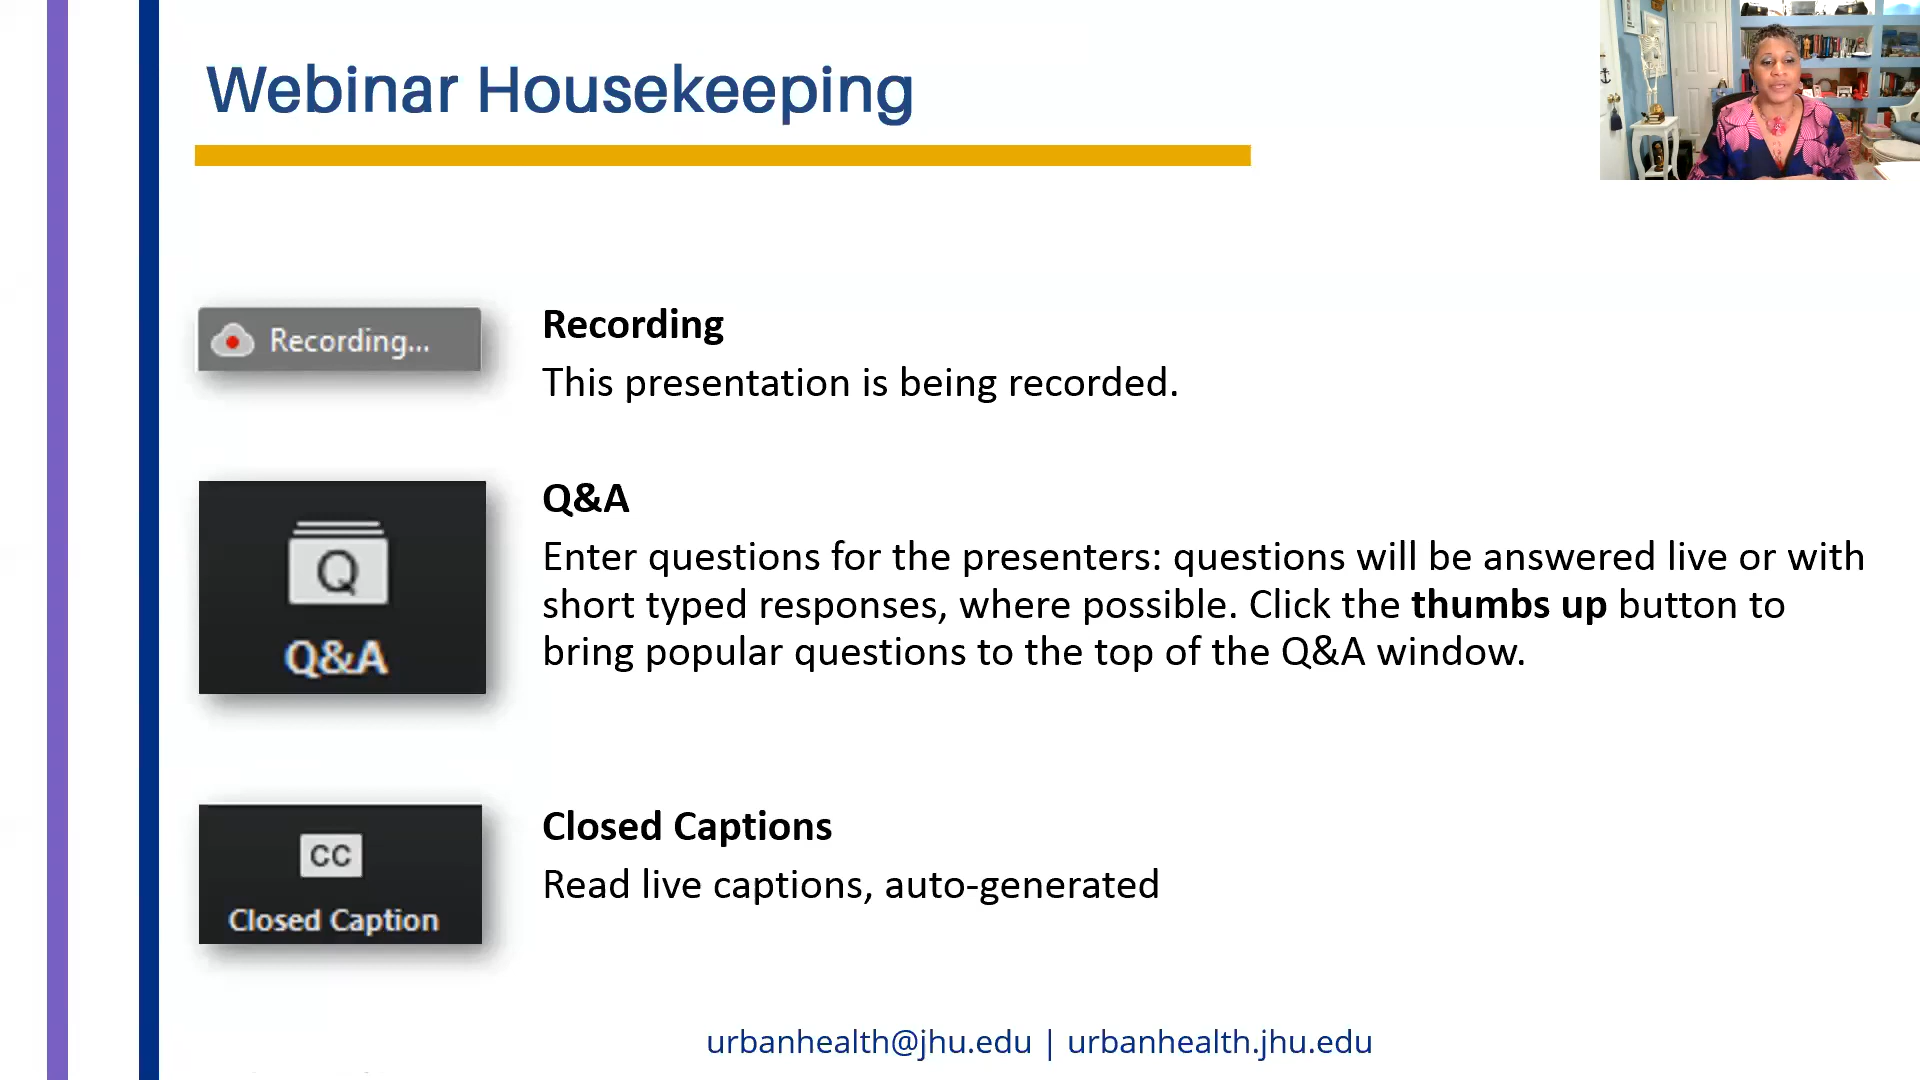 Webinar Housekeeping
Recording...
Recording
This presentation is being recorded.
Q
Q&A
Q&A
Enter questions for the presenters: questions will be answered live or with
short typed responses, where possible. Click the thumbs up button to
bring popular questions to the top of the Q&A window.
CC
Closed Caption
Closed Captions
Read live captions, auto-generated
urbanhealth@jhu.edu | urbanhealth.jhu.edu